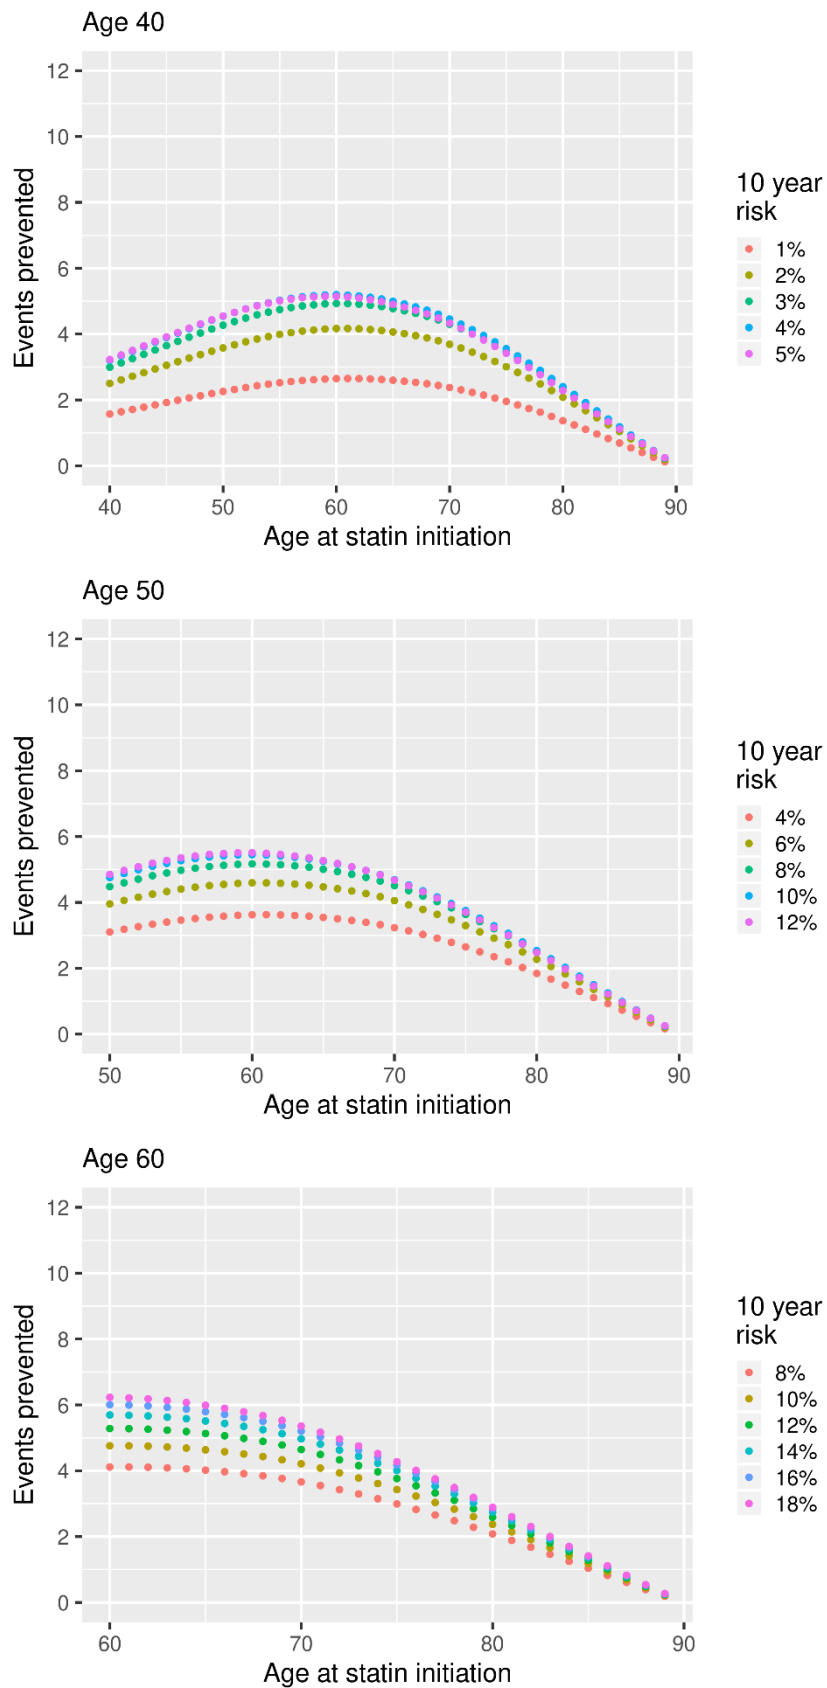 Age 40
12
10
8
6
4
2
0
Events prevented
40 50 60 70 80 90
Age at statin initiation
10 year
risk
1%
2%
3%
4%
5%
Age 50
12
10
8
6
4
2
0
Events prevented
50 60 70 80 90
Age at statin initiation
10 year
risk
4%
6%
8%
10%
12%
Age 60
12
10
8
6
4
2
0
Events prevented
60 70 80 90
Age at statin initiation
10 year
risk
8%
10%
12%
14%
16%
18%